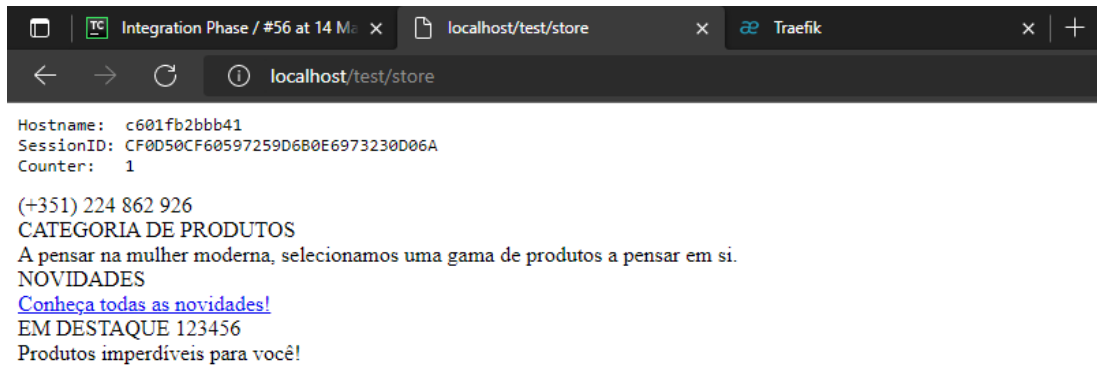 TC Integration Phase / #56 at 14 Ma
localhost/test/store
æ Traefik
localhost/test/store
Hostname: c601fb2bbb41
SessionID: CF0D50CF60597259D6B0E6973230D06A
Counter: 1
(+351) 224 862 926
CATEGORIA DE PRODUTOS
A pensar na mulher moderna, selecionamos uma gama de produtos a pensar em si.
NOVIDADES
Conheça todas as novidades!
EM DESTAQUE 123456
Produtos imperdíveis para você!